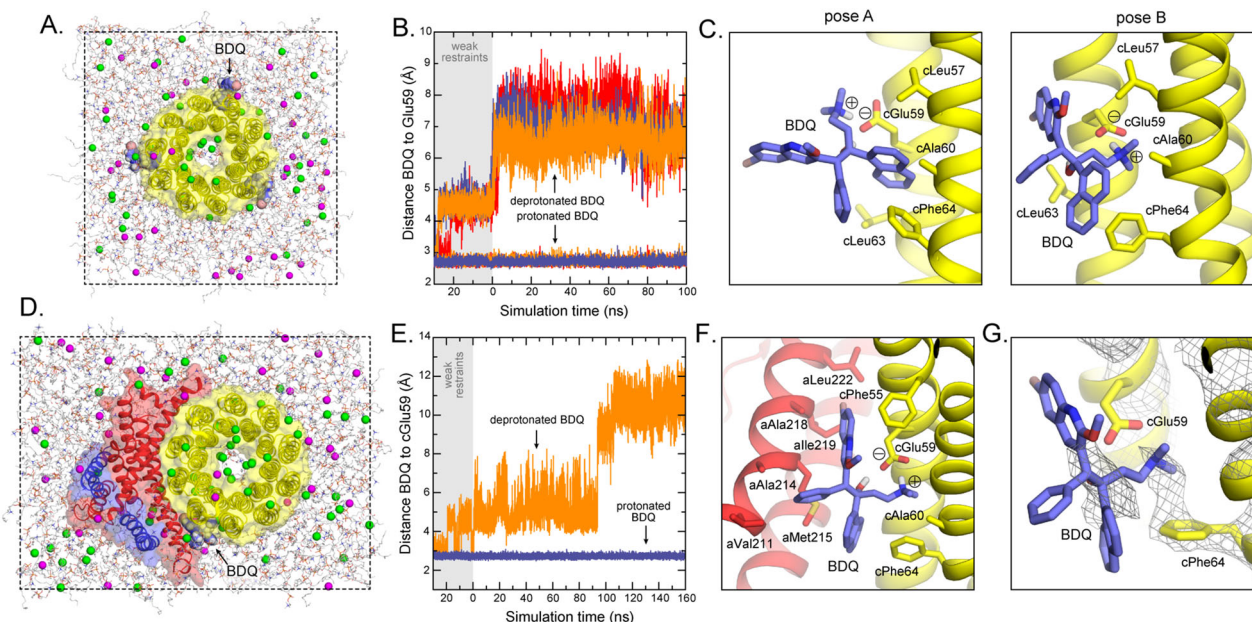 A.
BDQ
B.
weak
restraints
deprotonated BDQ
protonated BDQ
Distance BDQ to Glu59 (Å)
10
9
8
7
6
5
4
3
2
20
0
20
40
60
80
100
Simulation time (ns)
C.
pose A
pose B
cLeu57
⊕
⊖
cGlu59
BDQ
cAla60
cPhe64
cLeu63
cLeu57
⊖
cGlu59
cAla60
⊕
cLeu63
cPhe64
BDQ
D.
BDQ
E.
weak restraints
deprotonated BDQ
protonated
BDQ
Distance BDQ to cGlu59 (Å)
14
12
10
8
6
4
2
20
0
20
40
60
80
100
120
140
160
Simulation time (ns)
F.
aLeu222
cPhe55
aAla218
aIle219
cGlu59
⊖
aAla214
⊕
cAla60
aVal211
aMet215
BDQ
cPhe64
G.
cGlu59
BDQ
cPhe64